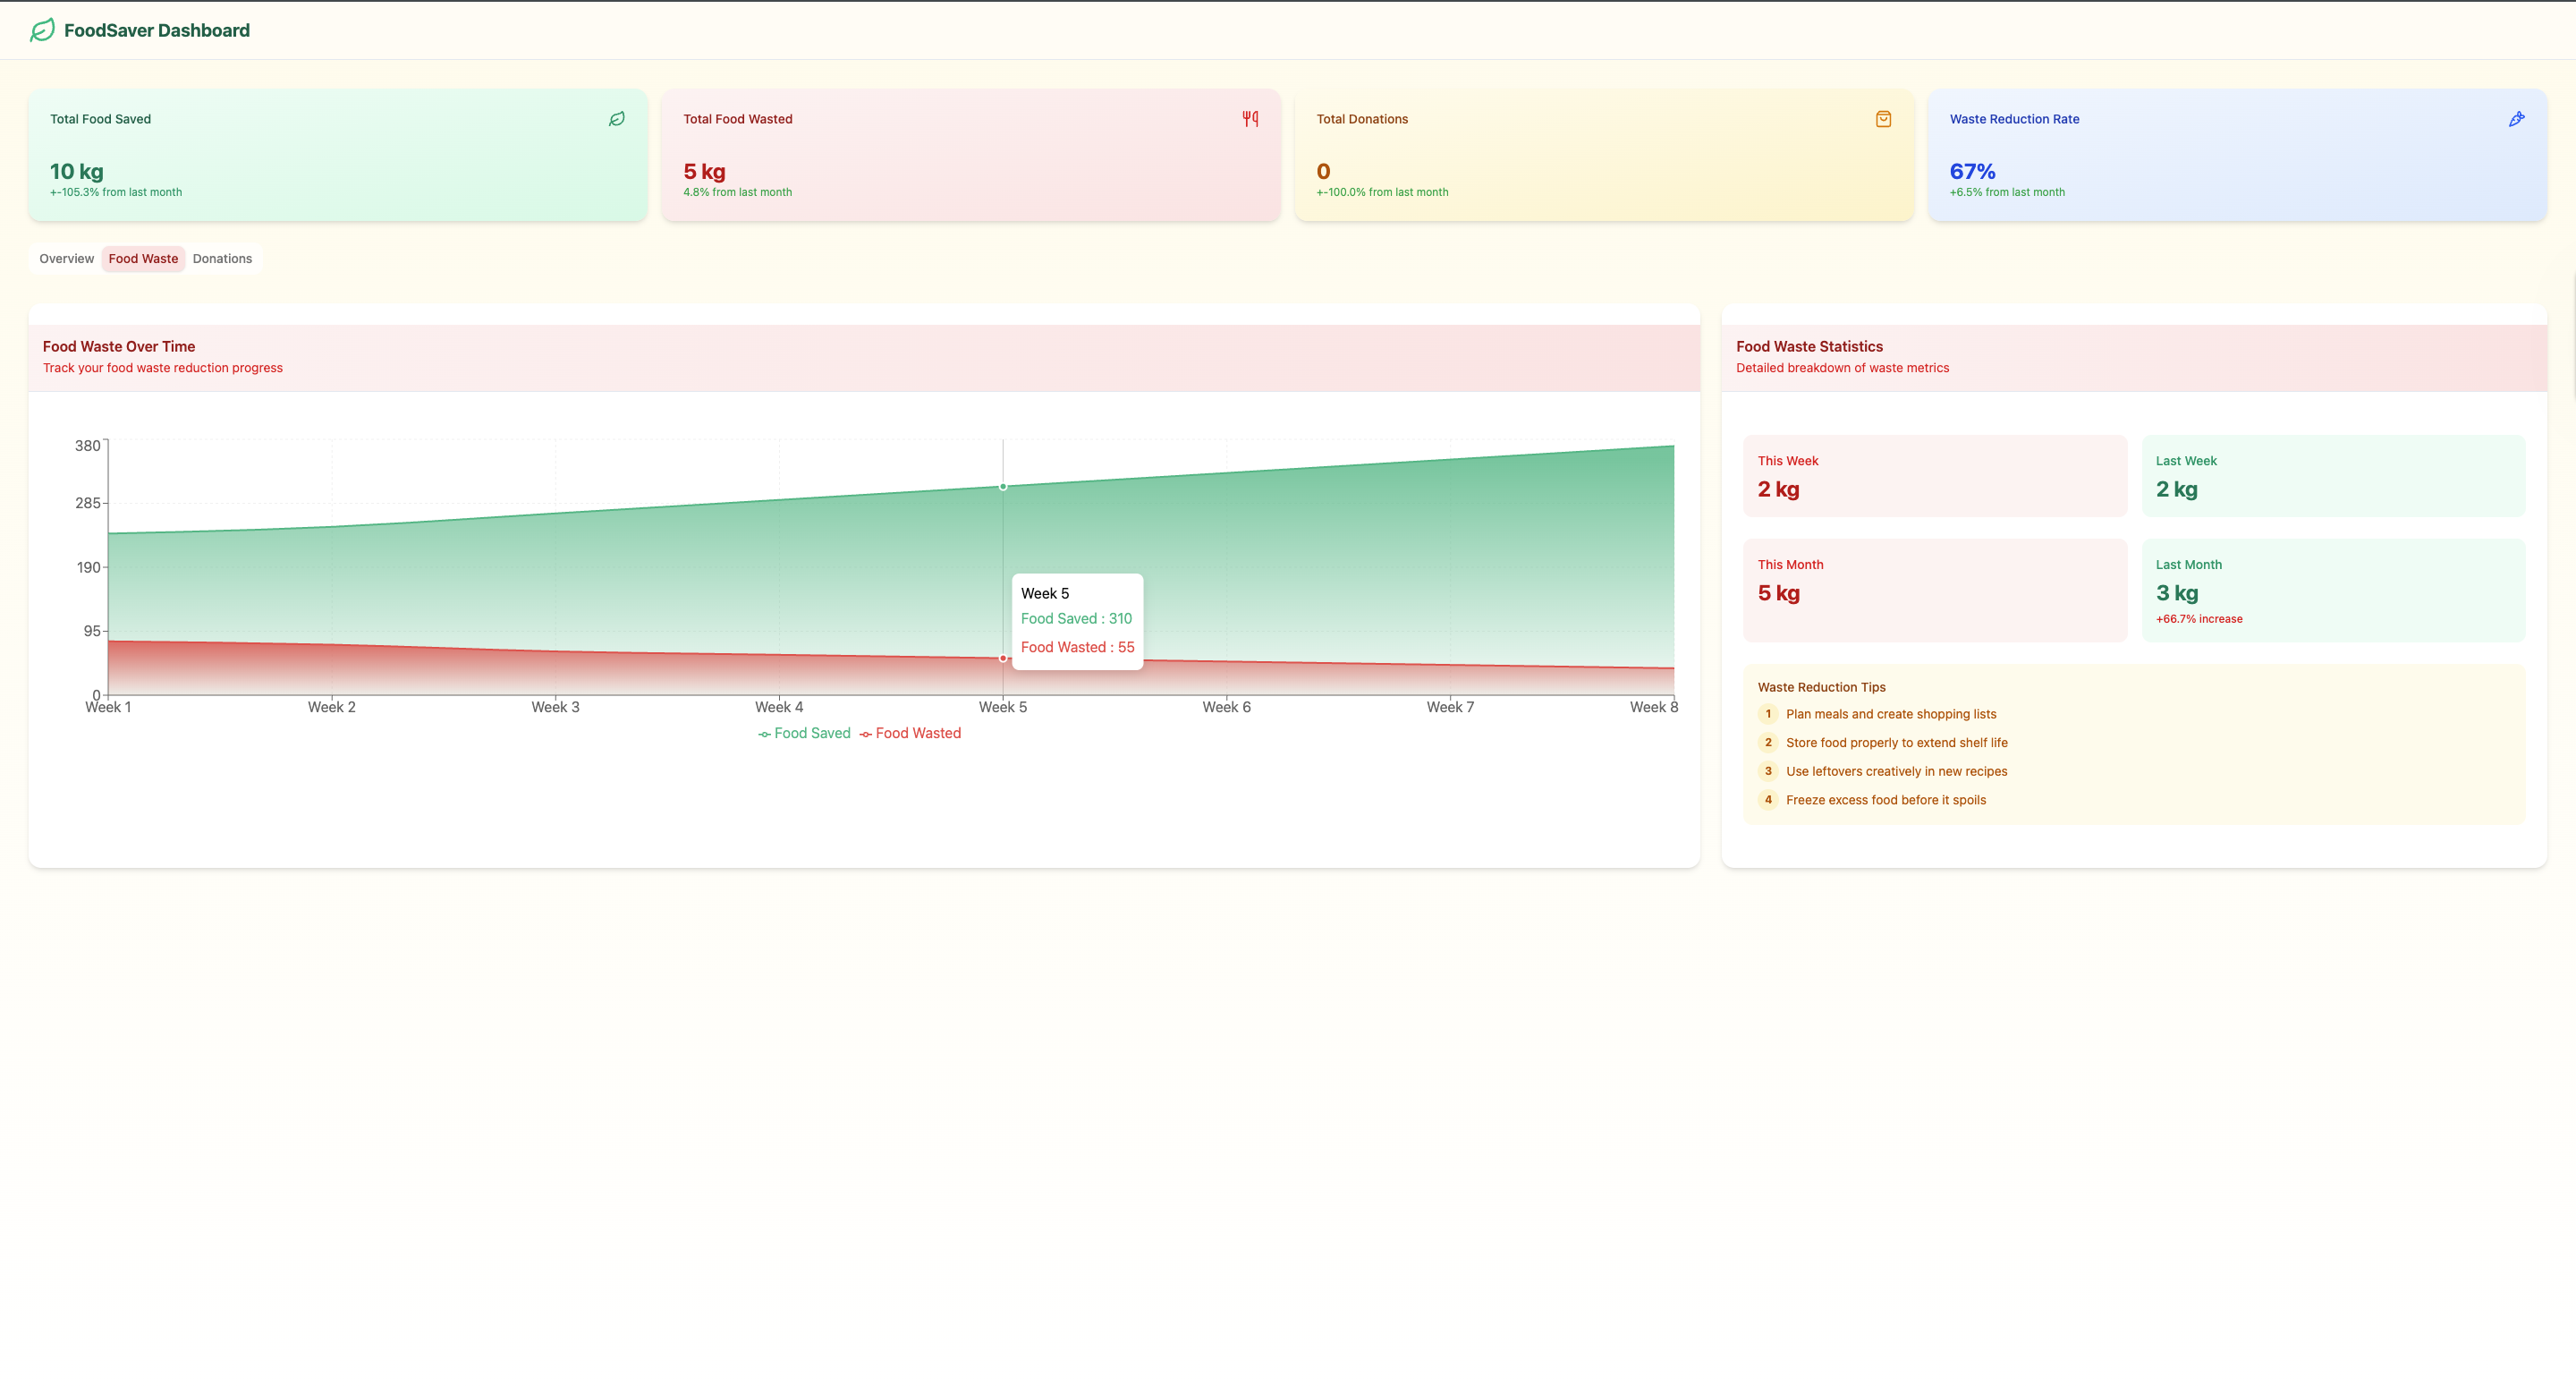 FoodSaver Dashboard
Total Food Saved
10 kg
+-105.3% from last month
Total Food Wasted
5 kg
4.8% from last month
Total Donations
0
+-100.0% from last month
Waste Reduction Rate
67%
+6.5% from last month
Overview Food Waste Donations
Food Waste Over Time
Track your food waste reduction progress
380
285
190
95
0
Week 5
Food Saved : 310
Food Wasted : 55
Week 1 Week 2 Week 3 Week 4 Week 5 Week 6 Week 7 Week 8
Food Saved Food Wasted
Food Waste Statistics
Detailed breakdown of waste metrics
This Week
2 kg
Last Week
2 kg
This Month
5 kg
Last Month
3 kg
+66.7% increase
Waste Reduction Tips
1 Plan meals and create shopping lists
2 Store food properly to extend shelf life
3 Use leftovers creatively in new recipes
4 Freeze excess food before it spoils